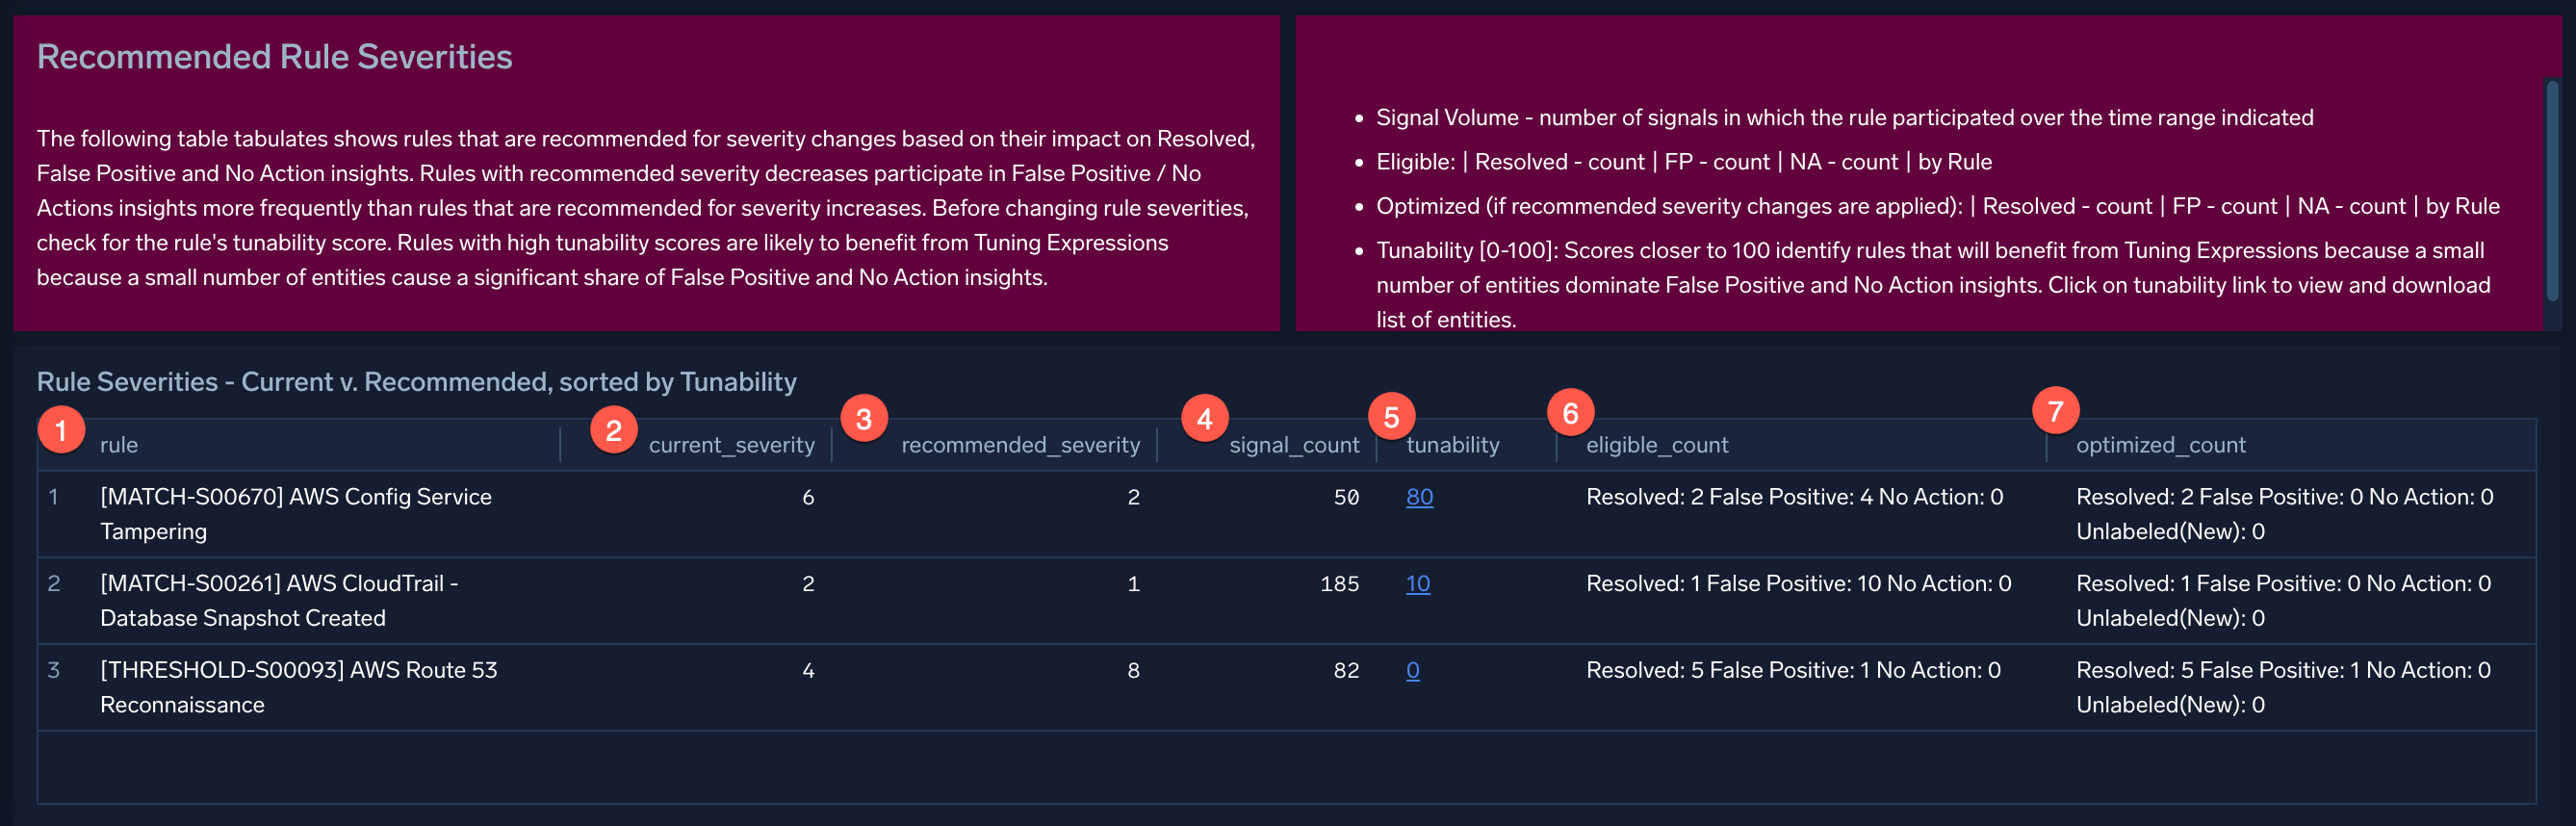 Recommended Rule Severities
The following table tabulates shows rules that are recommended for severity changes based on their impact on Resolved,
False Positive and No Action insights. Rules with recommended severity decreases participate in False Positive / No
Actions insights more frequently than rules that are recommended for severity increases. Before changing rule severities,
check for the rule's tunability score. Rules with high tunability scores are likely to benefit from Tuning Expressions
because a small number of entities cause a significant share of False Positive and No Action insights.
• Signal Volume - number of signals in which the rule participated over the time range indicated
• Eligible: | Resolved - count | FP - count | NA - count | by Rule
• Optimized (if recommended severity changes are applied): | Resolved - count | FP - count | NA - count | by Rule
• Tunability [0-100]: Scores closer to 100 identify rules that will benefit from Tuning Expressions because a small
number of entities dominate False Positive and No Action insights. Click on tunability link to view and download
list of entities.
Rule Severities - Current v. Recommended, sorted by Tunability
1 2 3 4 5 6 7
rule current_severity recommended_severity signal_count tunability eligible_count optimized_count
1 [MATCH-S00670] AWS Config Service 6 2 50 80 Resolved: 2 False Positive: 4 No Action: 0 Resolved: 2 False Positive: 0 No Action: 0
Tampering Unlabeled(New): 0
2 [MATCH-S00261] AWS CloudTrail - 2 1 185 10 Resolved: 1 False Positive: 10 No Action: 0 Resolved: 1 False Positive: 0 No Action: 0
Database Snapshot Created Unlabeled(New): 0
3 [THRESHOLD-S00093] AWS Route 53 4 8 82 0 Resolved: 5 False Positive: 1 No Action: 0 Resolved: 5 False Positive: 1 No Action: 0
Reconnaissance Unlabeled(New): 0